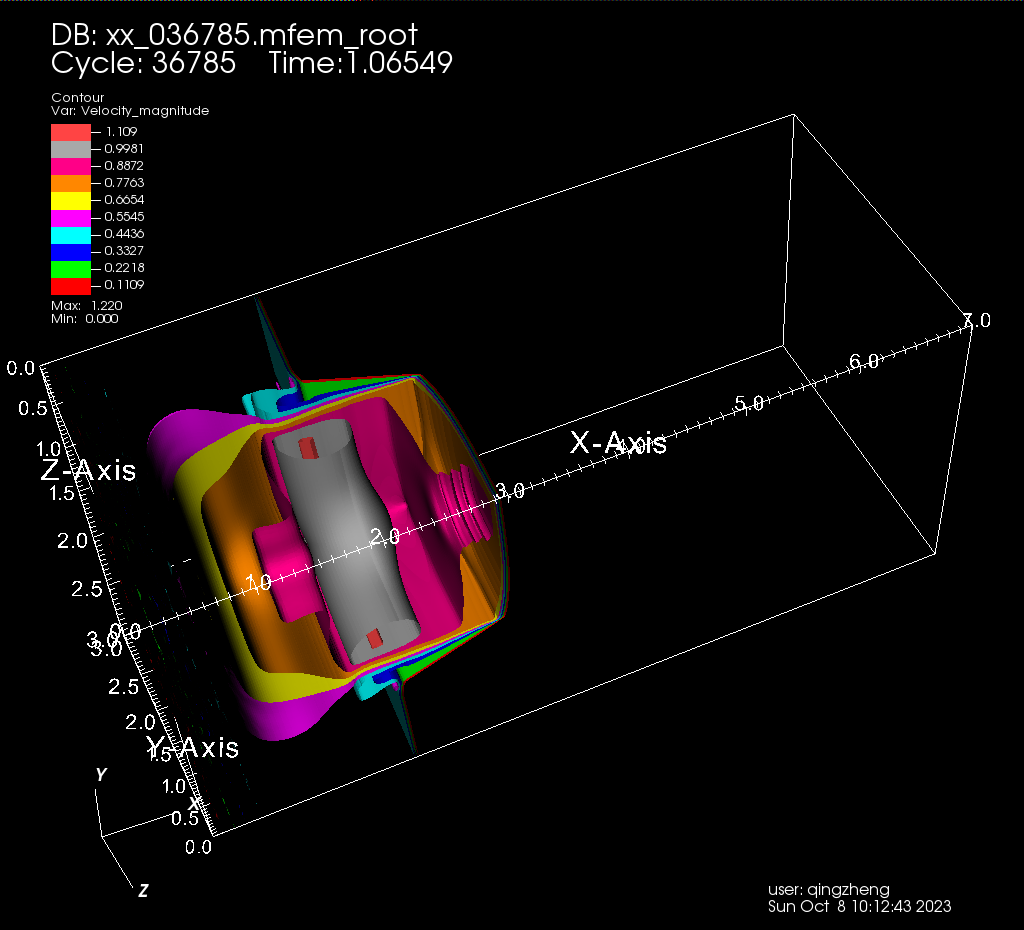 DB: xx_036785.mfem_root
Cycle: 36785 Time:1.06549
Contour
Var: Velocity_magnitude
1.109
0.9981
0.8872
0.7763
0.6654
0.5545
0.4436
0.3327
0.2218
0.1109
Max: 1.220
Min: 0.000
7.0
6.0
5.0
4.0
X-Axis
3.0
2.0
1.0
0.0
0.0
0.5
1.0
Z-Axis
1.5
2.0
2.5
3.0
3.0
2.5
2.0
Y-Axis
1.5
1.0
0.5
0.0
Y
X
Z
user: qingzheng
Sun Oct 8 10:12:43 2023